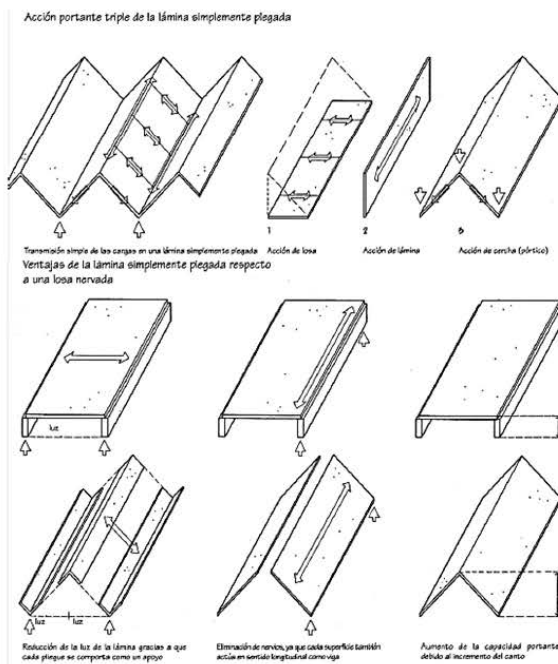 Acción portante triple de la lámina simplemente plegada
1
2
3
Transmisión simple de las cargas en una lámina simplemente plegada
Acción de losa
Acción de lámina
Acción de cercha (pórtico)
Ventajas de la lámina simplemente plegada respecto
a una losa nervada
luz
luz
luz
Reducción de la luz de la lámina gracias a que
cada pliegue se comporta como un apoyo
Eliminación de nervios, ya que cada superficie también
actúa en sentido longitudinal como viga
Aumento de la capacidad portante
debido al incremento del canto